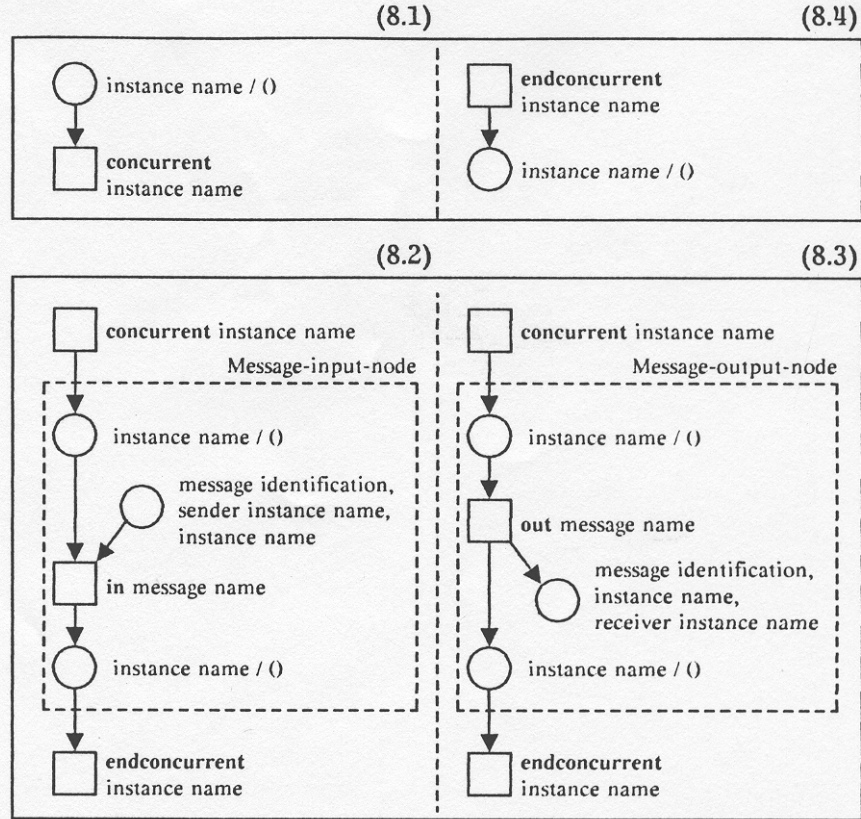 (8.1)
(8.4)
instance name / ()
concurrent
instance name
endconcurrent
instance name
instance name / ()
(8.2)
(8.3)
concurrent instance name
Message-input-node
instance name / ()
message identification,
sender instance name,
instance name
in message name
instance name / ()
endconcurrent
instance name
concurrent instance name
Message-output-node
instance name / ()
out message name
message identification,
instance name,
receiver instance name
instance name / ()
endconcurrent
instance name